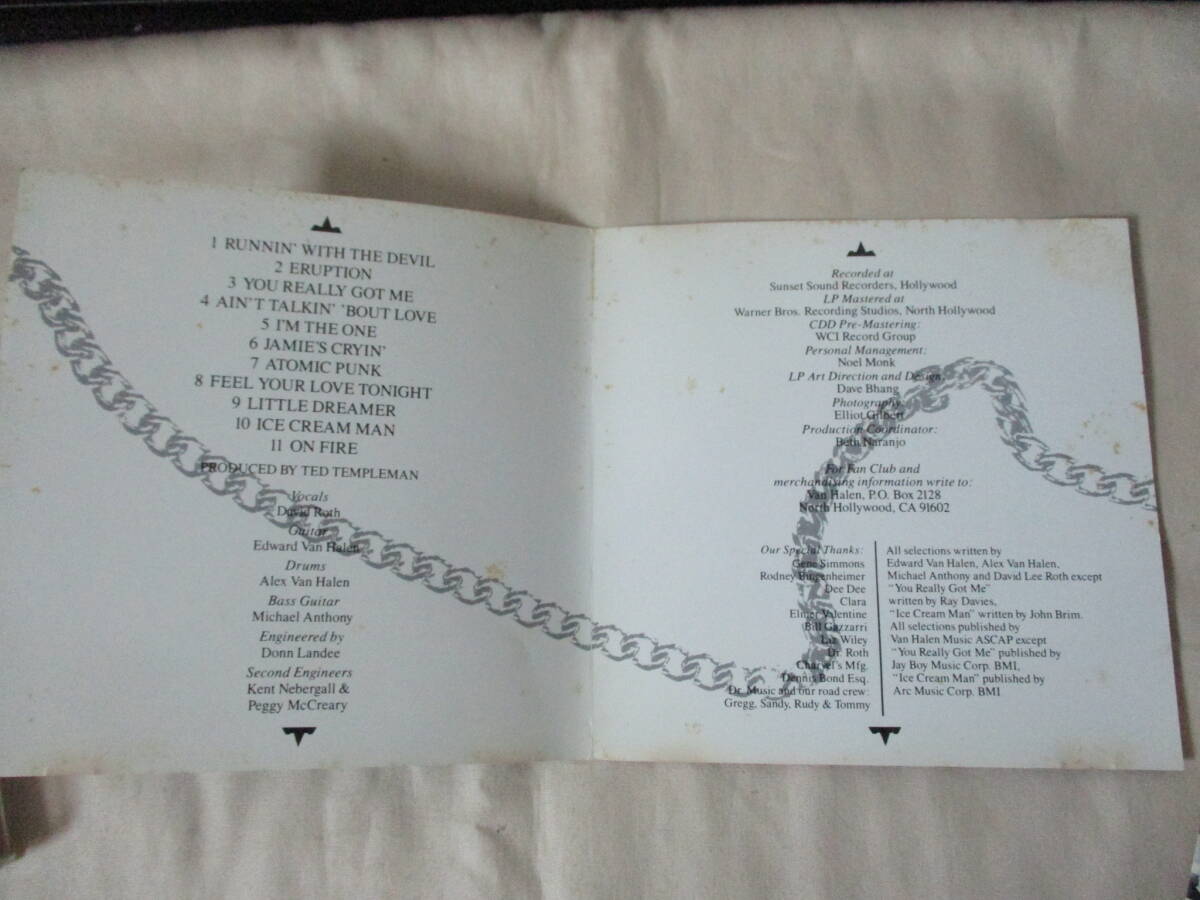 1 RUNNIN' WITH THE DEVIL
2 ERUPTION
3 YOU REALLY GOT ME
4 AIN'T TALKIN' 'BOUT LOVE
5 I'M THE ONE
6 JAMIE'S CRYIN'
7 ATOMIC PUNK
8 FEEL YOUR LOVE TONIGHT
9 LITTLE DREAMER
10 ICE CREAM MAN
11 ON FIRE
PRODUCED BY TED TEMPLEMAN
Vocals
David Roth
Guitar
Edward Van Halen
Drums
Alex Van Halen
Bass Guitar
Michael Anthony
Engineered by
Donn Landee
Second Engineers
Kent Nebergall &
Peggy McCreary
Recorded at
Sunset Sound Recorders, Hollywood
LP Mastered at
Warner Bros. Recording Studios, North Hollywood
CDD Pre-Mastering:
WCI Record Group
Personal Management:
Noel Monk
LP Art Direction and Design:
Dave Bhang
Photography:
Elliot Gilbert
Production Coordinator:
Beth Naranjo
For Fan Club and
merchandising information write to:
Van Halen, P.O. Box 2128
North Hollywood, CA 91602
Our Special Thanks:
Gene Simmons
Rodney Bingenheimer
Dee Dee
Clara
Elmer Valentine
Bill Gazzarri
Liz Wiley
Dr. Roth
Charvel's Mfg.
Dennis Bond Esq.
Dr. Music and our road crew:
Gregg, Sandy, Rudy & Tommy
All selections written by
Edward Van Halen, Alex Van Halen,
Michael Anthony and David Lee Roth except
"You Really Got Me"
written by Ray Davies,
"Ice Cream Man" written by John Brim.
All selections published by
Van Halen Music ASCAP except
"You Really Got Me" published by
Jay Boy Music Corp. BMI,
"Ice Cream Man" published by
Arc Music Corp. BMI